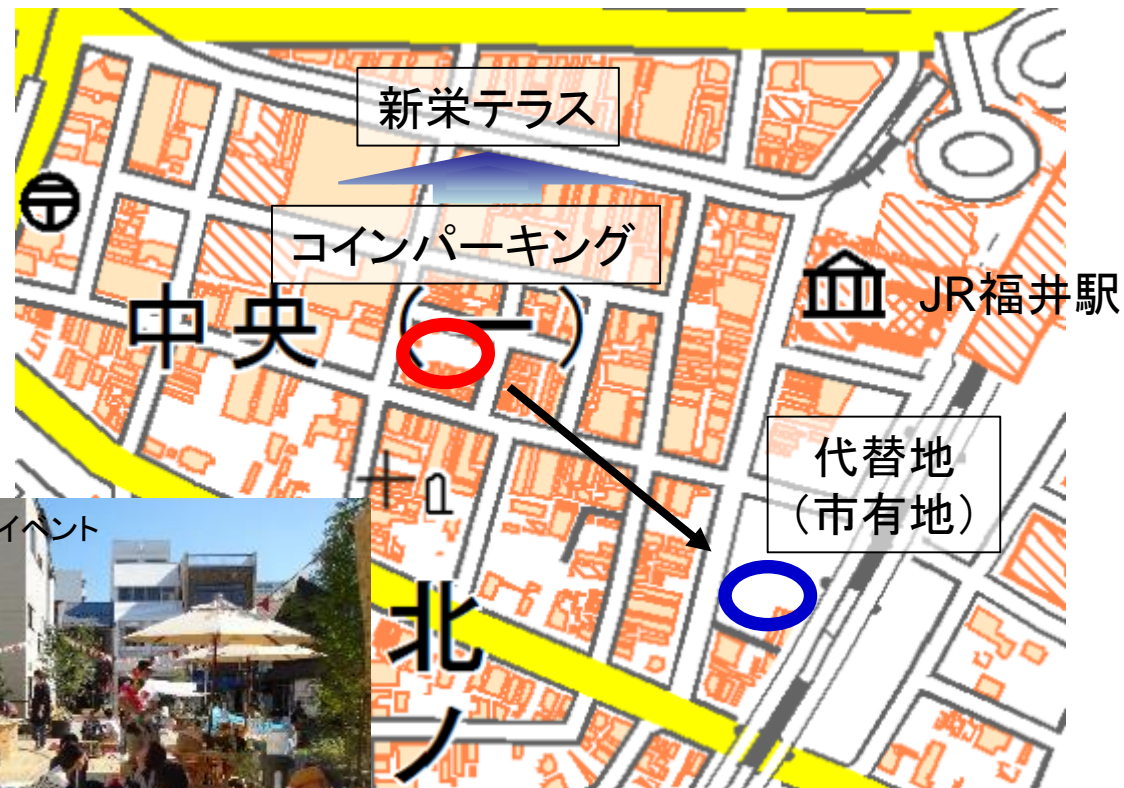 新栄テラス
コインパーキング
中央(一)
JR福井駅
代替地
(市有地)
イベント
北ノ